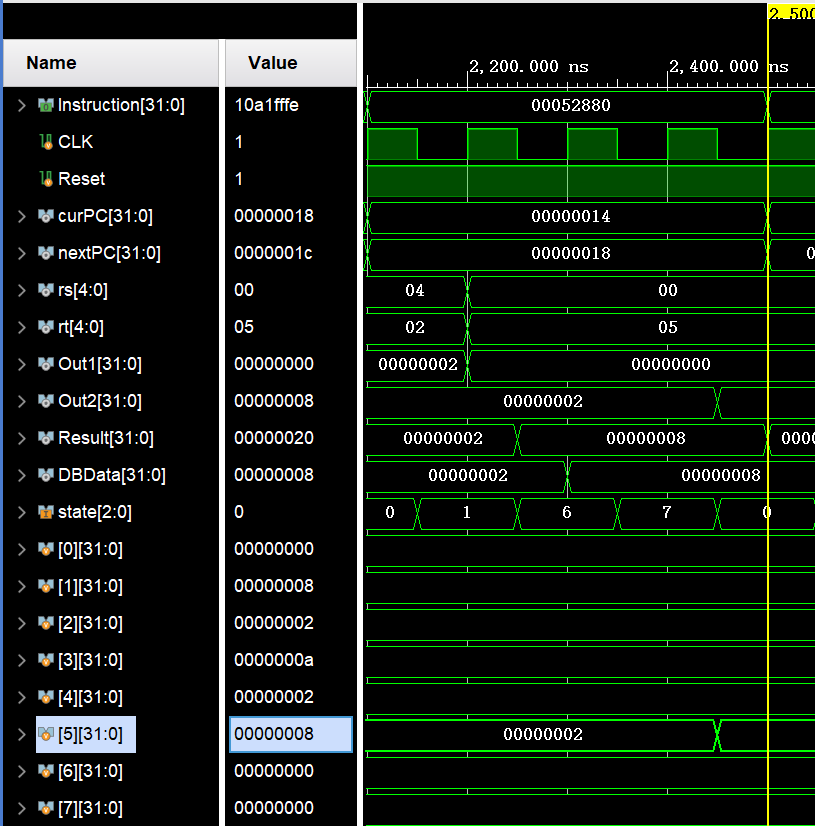 2,500
Name Value
2,200.000 ns 2,400.000 ns
Instruction[31:0] 10a1fffe 00052880
CLK 1
Reset 1
curPC[31:0] 00000018 00000014
nextPC[31:0] 0000001c 00000018 0
rs[4:0] 00 04 00
rt[4:0] 05 02 05
Out1[31:0] 00000000 00000002 00000000
Out2[31:0] 00000008 00000002
Result[31:0] 00000020 00000002 00000008 0000
DBData[31:0] 00000008 00000002 00000008
state[2:0] 0 0 1 6 7 0
[0][31:0] 00000000
[1][31:0] 00000008
[2][31:0] 00000002
[3][31:0] 0000000a
[4][31:0] 00000002
[5][31:0] 00000008 00000002
[6][31:0] 00000000
[7][31:0] 00000000